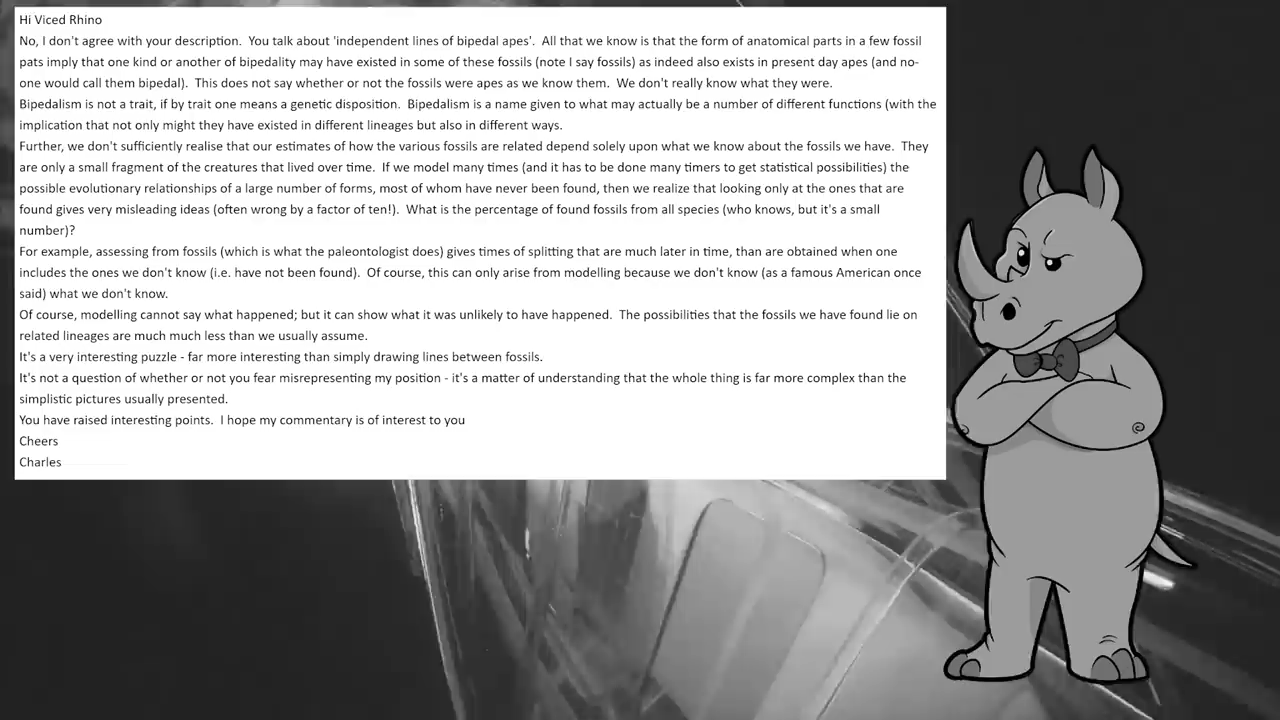 Hi Viced Rhino
No, I don't agree with your description.  You talk about 'independent lines of bipedal apes'.  All that we know is that the form of anatomical parts in a few fossil
pats imply that one kind or another of bipedality may have existed in some of these fossils (note I say fossils) as indeed also exists in present day apes (and no-
one would call them bipedal).  This does not say whether or not the fossils were apes as we know them.  We don't really know what they were.
Bipedalism is not a trait, if by trait one means a genetic disposition.  Bipedalism is a name given to what may actually be a number of different functions (with the
implication that not only might they have existed in different lineages but also in different ways.
Further, we don't sufficiently realise that our estimates of how the various fossils are related depend solely upon what we know about the fossils we have.  They
are only a small fragment of the creatures that lived over time.  If we model many times (and it has to be done many timers to get statistical possibilities) the
possible evolutionary relationships of a large number of forms, most of whom have never been found, then we realize that looking only at the ones that are
found gives very misleading ideas (often wrong by a factor of ten!).  What is the percentage of found fossils from all species (who knows, but it's a small
number)?
For example, assessing from fossils (which is what the paleontologist does) gives times of splitting that are much later in time, than are obtained when one
includes the ones we don't know (i.e. have not been found).  Of course, this can only arise from modelling because we don't know (as a famous American once
said) what we don't know.
Of course, modelling cannot say what happened; but it can show what it was unlikely to have happened.  The possibilities that the fossils we have found lie on
related lineages are much much less than we usually assume.
It's a very interesting puzzle - far more interesting than simply drawing lines between fossils.
It's not a question of whether or not you fear misrepresenting my position - it's a matter of understanding that the whole thing is far more complex than the
simplistic pictures usually presented.
You have raised interesting points.  I hope my commentary is of interest to you
Cheers
Charles